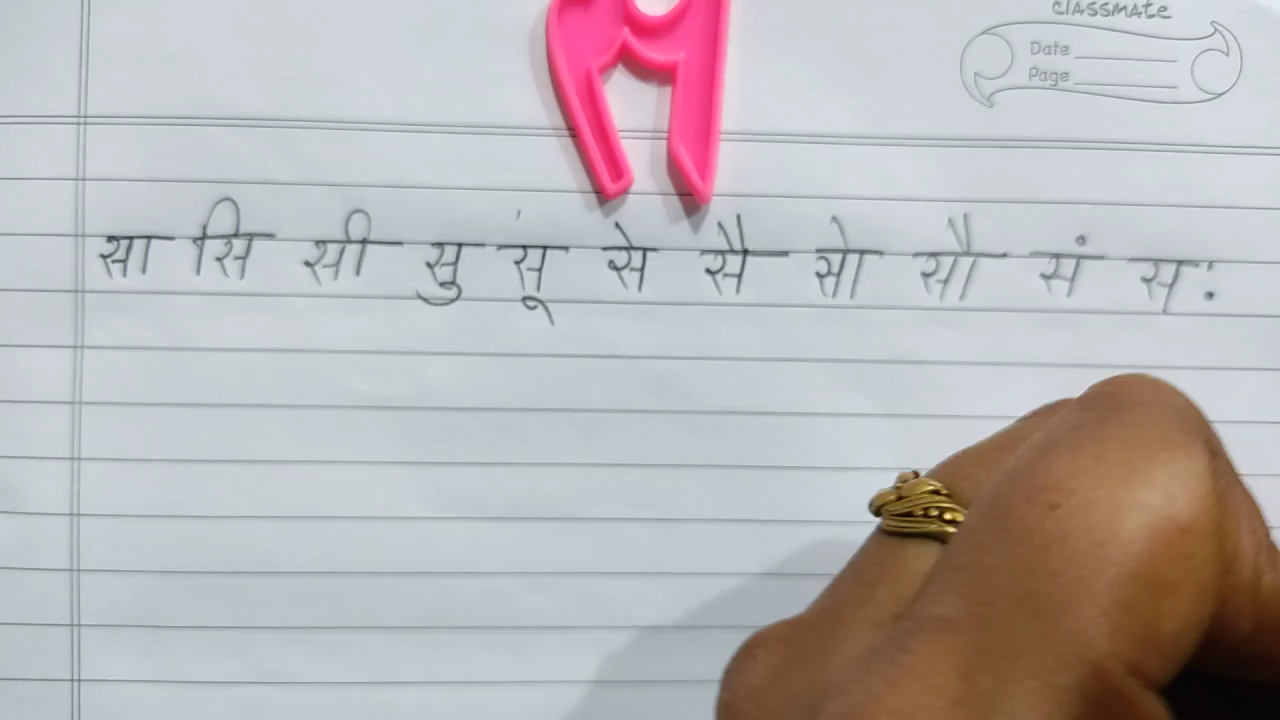 classmate
Date
Page
सा सि सी सु सू से सै सो सौ सं सः